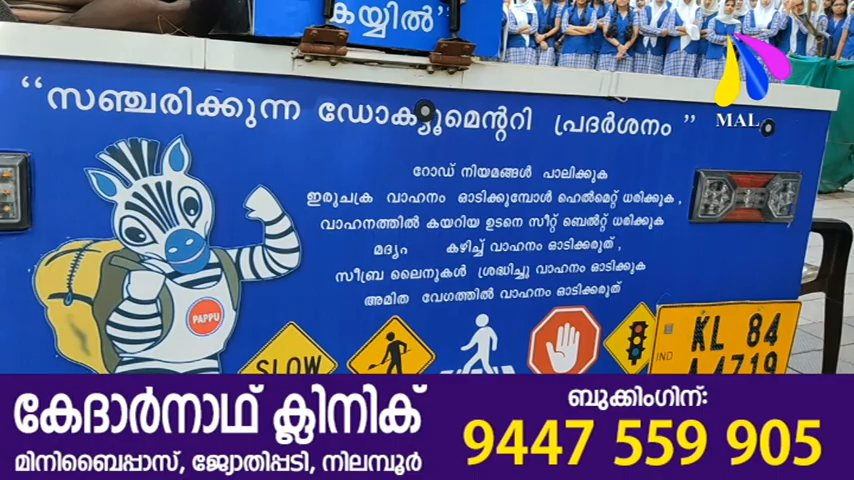 കയ്യിൽ"
"സഞ്ചരിക്കുന്ന ഡോക്യൂമെന്ററി പ്രദർശനം"
MAL
റോഡ് നിയമങ്ങൾ പാലിക്കുക
ഇരുചക്ര വാഹനം ഓടിക്കുമ്പോൾ ഹെൽമെറ്റ് ധരിക്കുക,
വാഹനത്തിൽ കയറിയ ഉടനെ സീറ്റ് ബെൽറ്റ് ധരിക്കുക
മദ്യം കഴിച്ച് വാഹനം ഓടിക്കരുത്,
സീബ്ര ലൈനുകൾ ശ്രദ്ധിച്ചു വാഹനം ഓടിക്കുക
അമിത വേഗത്തിൽ വാഹനം ഓടിക്കരുത്
PAPPU
SLOW
IND
KL 84
A 4719
കേദാർനാഥ് ക്ലിനിക്
മിനിബൈപ്പാസ്, ജ്യോതിപ്പടി, നിലമ്പൂർ
ബുക്കിംഗിന്:
9447 559 905